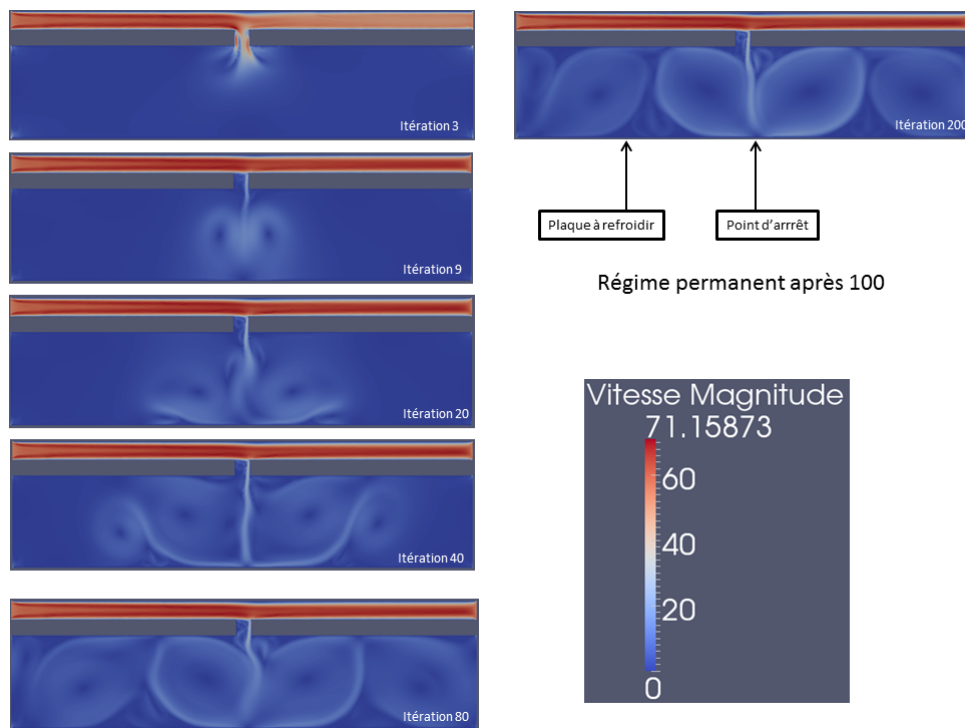 Itération 3
Itération 9
Itération 20
Itération 40
Itération 80
Itération 200
Plaque à refroidir
Point d'arrrêt
Régime permanent après 100
Vitesse Magnitude
71.15873
60
40
20
0